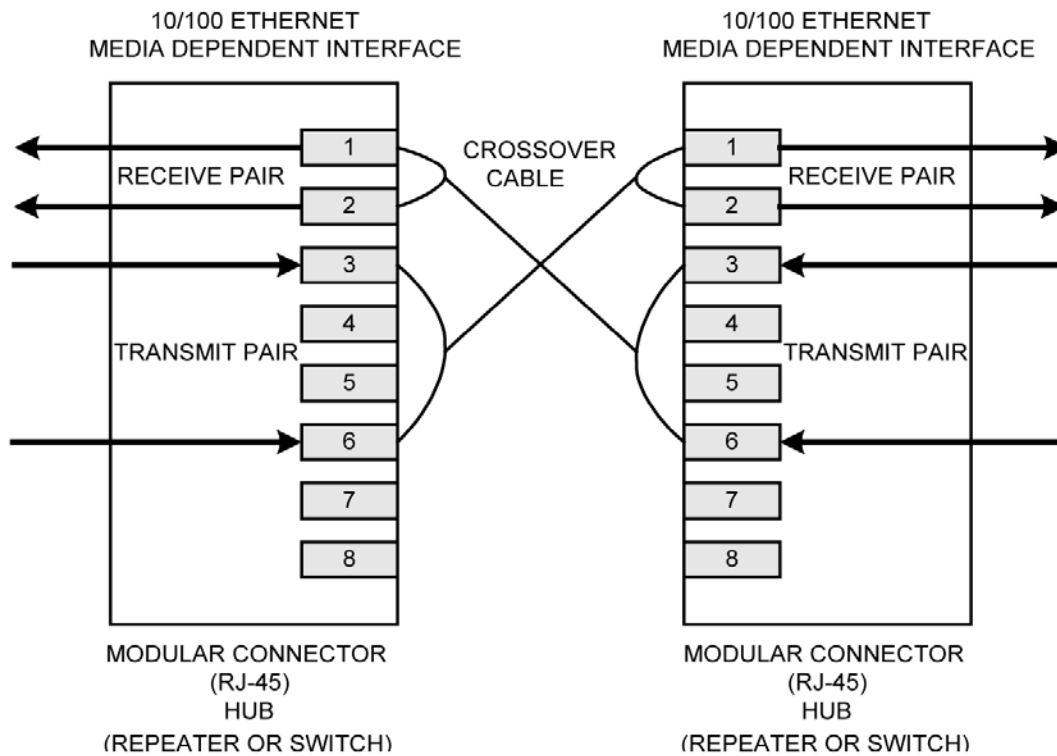 10/100 ETHERNET
MEDIA DEPENDENT INTERFACE
10/100 ETHERNET
MEDIA DEPENDENT INTERFACE
1
RECEIVE PAIR
2
3
4
TRANSMIT PAIR
5
6
7
8
CROSSOVER
CABLE
1
RECEIVE PAIR
2
3
4
TRANSMIT PAIR
5
6
7
8
MODULAR CONNECTOR
(RJ-45)
HUB
(REPEATER OR SWITCH)
MODULAR CONNECTOR
(RJ-45)
HUB
(REPEATER OR SWITCH)